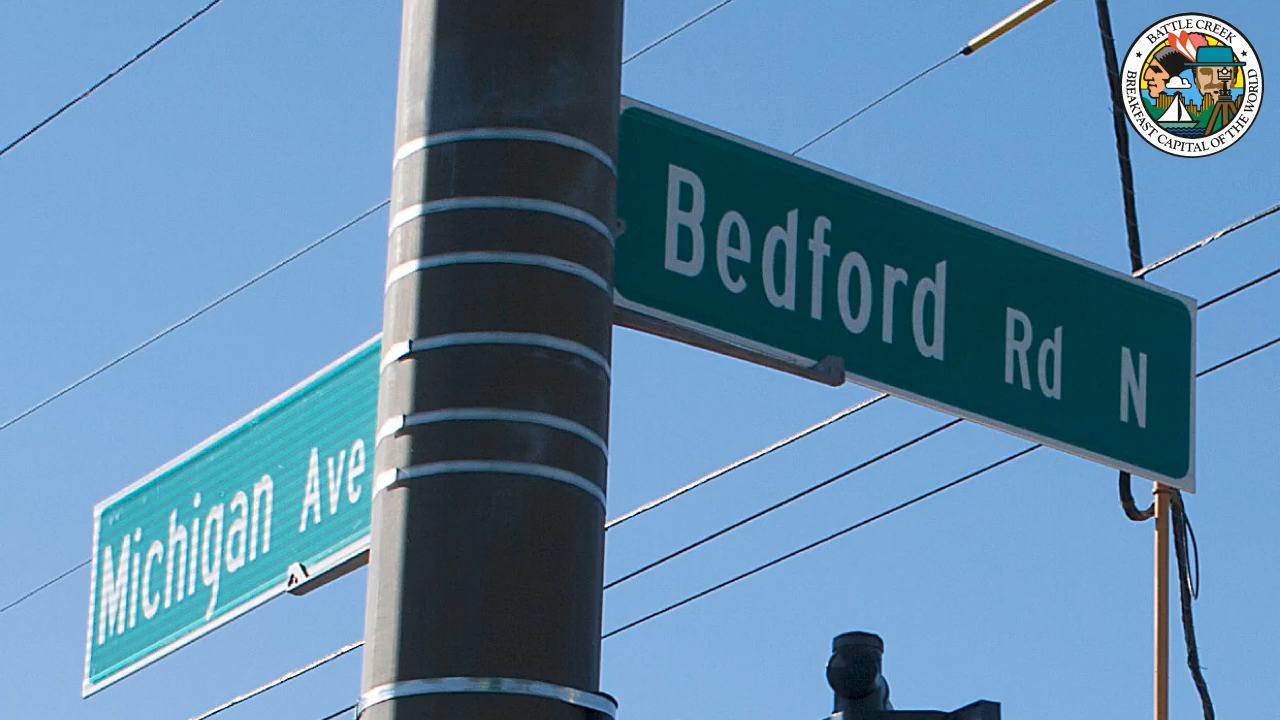 BATTLE CREEK
BREAKFAST CAPITAL OF THE WORLD
Bedford Rd N
Michigan Ave